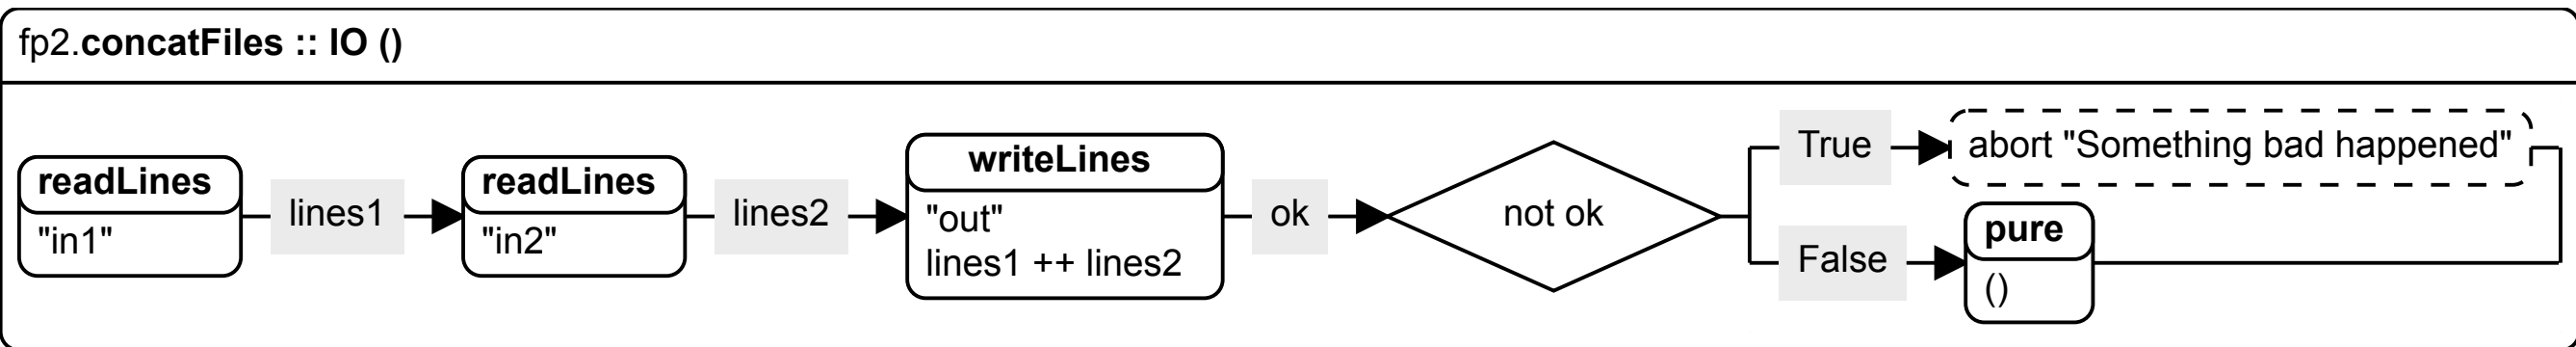 fp2.concatFiles :: IO ()
readLines
"in1"
lines1
readLines
"in2"
lines2
writeLines
"out"
lines1 ++ lines2
ok
not ok
True
abort "Something bad happened"
False
pure
()